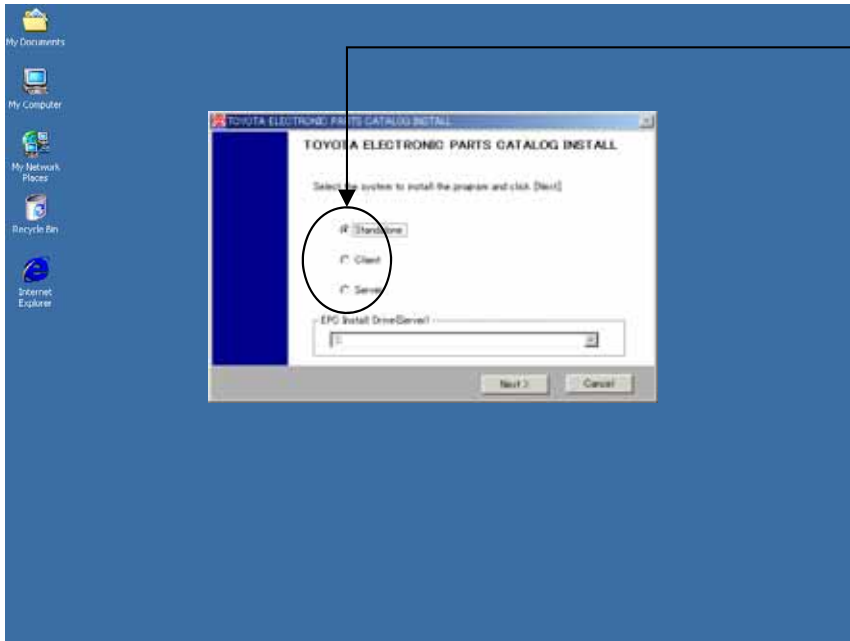 My Documents
My Computer
My Network
Places
Recycle Bin
Internet
Explorer
TOYOTA ELECTRONIC PARTS CATALOG INSTALL
TOYOTA ELECTRONIC PARTS CATALOG INSTALL
Select the system to install the program and click [Next]
Standalone
Client
Server
EPC Install Drive(Server)
Next >
Cancel